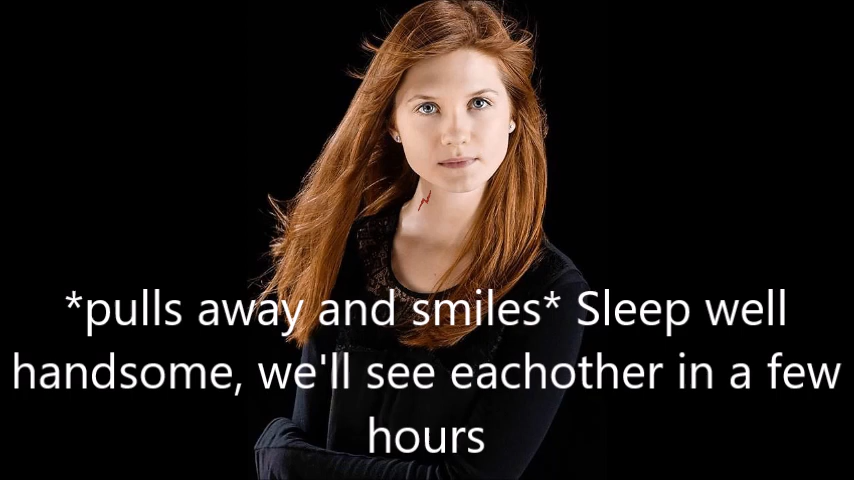 *pulls away and smiles* Sleep well
handsome, we'll see eachother in a few
hours